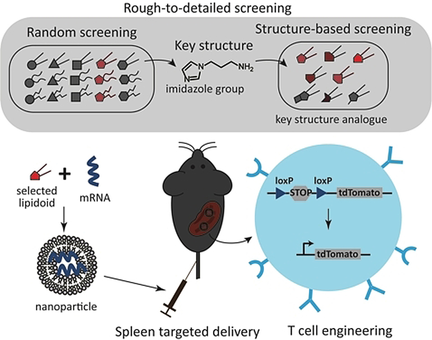 Rough-to-detailed screening
Random screening
Key structure
Structure-based screening
N
N
NH2
imidazole group
key structure analogue
selected
lipidoid
+
mRNA
nanoparticle
loxP
loxP
STOP
tdTomato
tdTomato
Spleen targeted delivery
T cell engineering